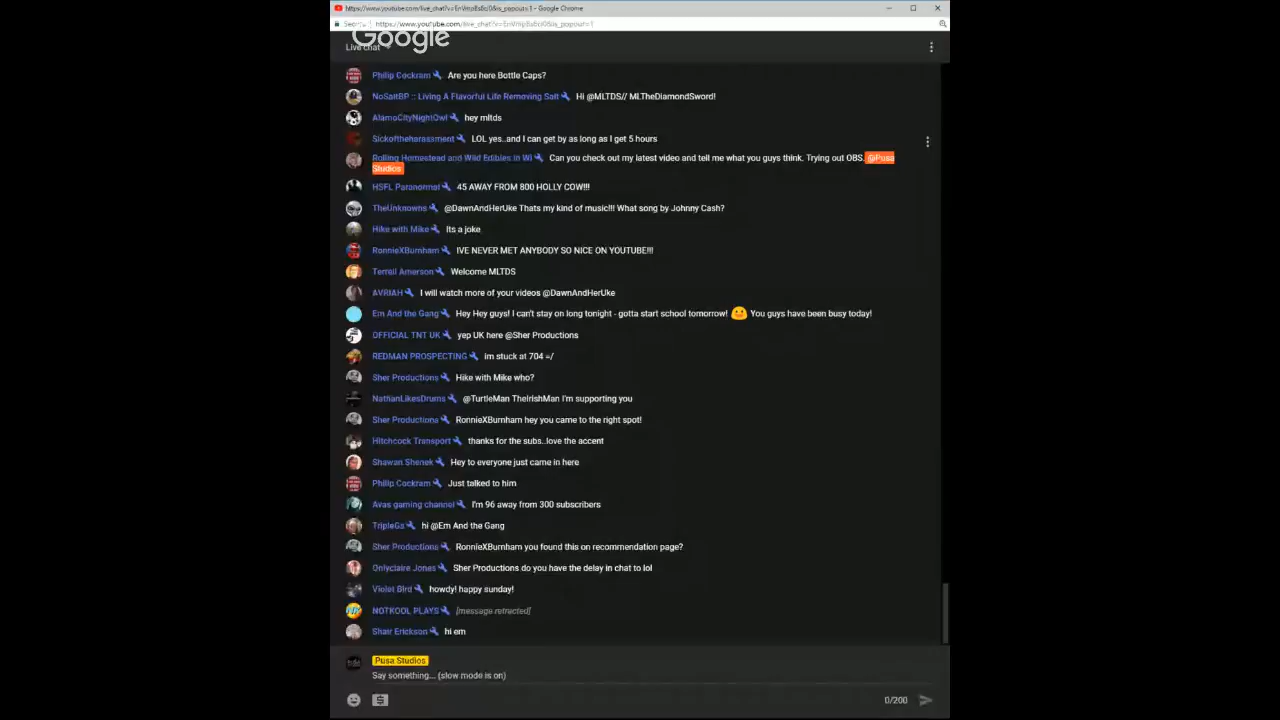 Google Chrome
Google
Live chat
Philip Cockram Are you here Bottle Caps?
NoSaltBP :: Living A Flavorful Life Removing Salt Hi @MLTDS// MLTheDiamondSword!
AlamoCityNightOwl hey mltds
Sickoftheharassment LOL yes..and I can get by as long as I get 5 hours
Rolling Homestead and Wild Edibles in WI Can you check out my latest video and tell me what you guys think. Trying out OBS. @Pusa
Studios
HSFL Paranormal 45 AWAY FROM 800 HOLLY COW!!!
TheUnknowns @DawnAndHerUke Thats my kind of music!!! What song by Johnny Cash?
Hike with Mike Its a joke
RonnieXBurnham IVE NEVER MET ANYBODY SO NICE ON YOUTUBE!!!
Terrell Amerson Welcome MLTDS
AVRIAH I will watch more of your videos @DawnAndHerUke
Em And the Gang Hey Hey guys! I can't stay on long tonight - gotta start school tomorrow! You guys have been busy today!
OFFICIAL TNT UK yep UK here @Sher Productions
REDMAN PROSPECTING im stuck at 704 =/
Sher Productions Hike with Mike who?
NathanLikesDrums @TurtleMan TheIrishMan I'm supporting you
Sher Productions RonnieXBurnham hey you came to the right spot!
Hitchcock Transport thanks for the subs..love the accent
Shawan Shenek Hey to everyone just came in here
Philip Cockram Just talked to him
Avas gaming channel I'm 96 away from 300 subscribers
TripleGs hi @Em And the Gang
Sher Productions RonnieXBurnham you found this on recommendation page?
Onlyclaire Jones Sher Productions do you have the delay in chat to lol
Violet Bird howdy! happy sunday!
NOTKOOL PLAYS [message retracted]
Sharr Erickson hi em
Pusa Studios
Say something... (slow mode is on)
0/200